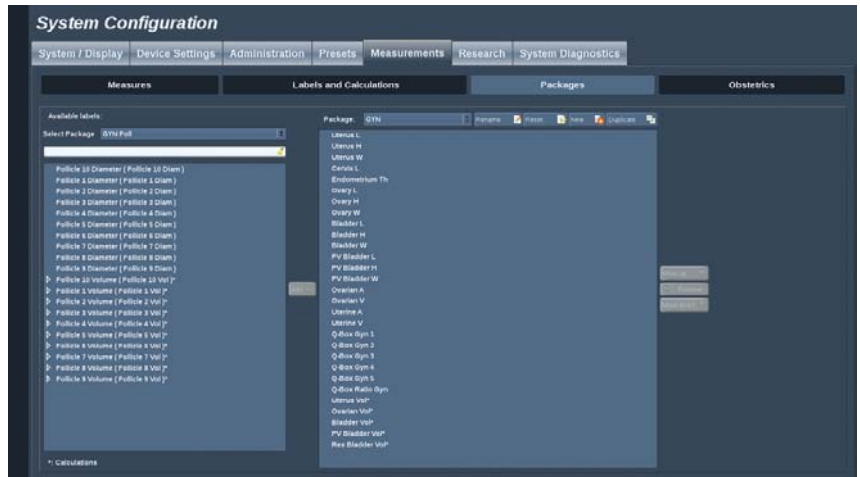 System Configuration
System / Display
Device Settings
Administration
Presets
Measurements
Research
System Diagnostics
Measures
Labels and Calculations
Packages
Obstetrics
Available labels:
Select Package GYN Foll
Follicle 10 Diameter ( Follicle 10 Diam )
Follicle 1 Diameter ( Follicle 1 Diam )
Follicle 2 Diameter ( Follicle 2 Diam )
Follicle 3 Diameter ( Follicle 3 Diam )
Follicle 4 Diameter ( Follicle 4 Diam )
Follicle 5 Diameter ( Follicle 5 Diam )
Follicle 6 Diameter ( Follicle 6 Diam )
Follicle 7 Diameter ( Follicle 7 Diam )
Follicle 8 Diameter ( Follicle 8 Diam )
Follicle 9 Diameter ( Follicle 9 Diam )
Follicle 10 Volume ( Follicle 10 Vol )*
Follicle 1 Volume ( Follicle 1 Vol )*
Follicle 2 Volume ( Follicle 2 Vol )*
Follicle 3 Volume ( Follicle 3 Vol )*
Follicle 4 Volume ( Follicle 4 Vol )*
Follicle 5 Volume ( Follicle 5 Vol )*
Follicle 6 Volume ( Follicle 6 Vol )*
Follicle 7 Volume ( Follicle 7 Vol )*
Follicle 8 Volume ( Follicle 8 Vol )*
Follicle 9 Volume ( Follicle 9 Vol )*
*: Calculations
Add
Package: GYN
Rename
Reset
New
Duplicate
Uterus L
Uterus H
Uterus W
Cervix L
Endometrium Th
Ovary L
Ovary H
Ovary W
Bladder L
Bladder H
Bladder W
PV Bladder L
PV Bladder H
PV Bladder W
Ovarian A
Ovarian V
Uterine A
Uterine V
Q-Box Gyn 1
Q-Box Gyn 2
Q-Box Gyn 3
Q-Box Gyn 4
Q-Box Gyn 5
Q-Box Ratio Gyn
Uterus Vol*
Ovarian Vol*
Bladder Vol*
PV Bladder Vol*
Res Bladder Vol*
Move up
Remove
Move down